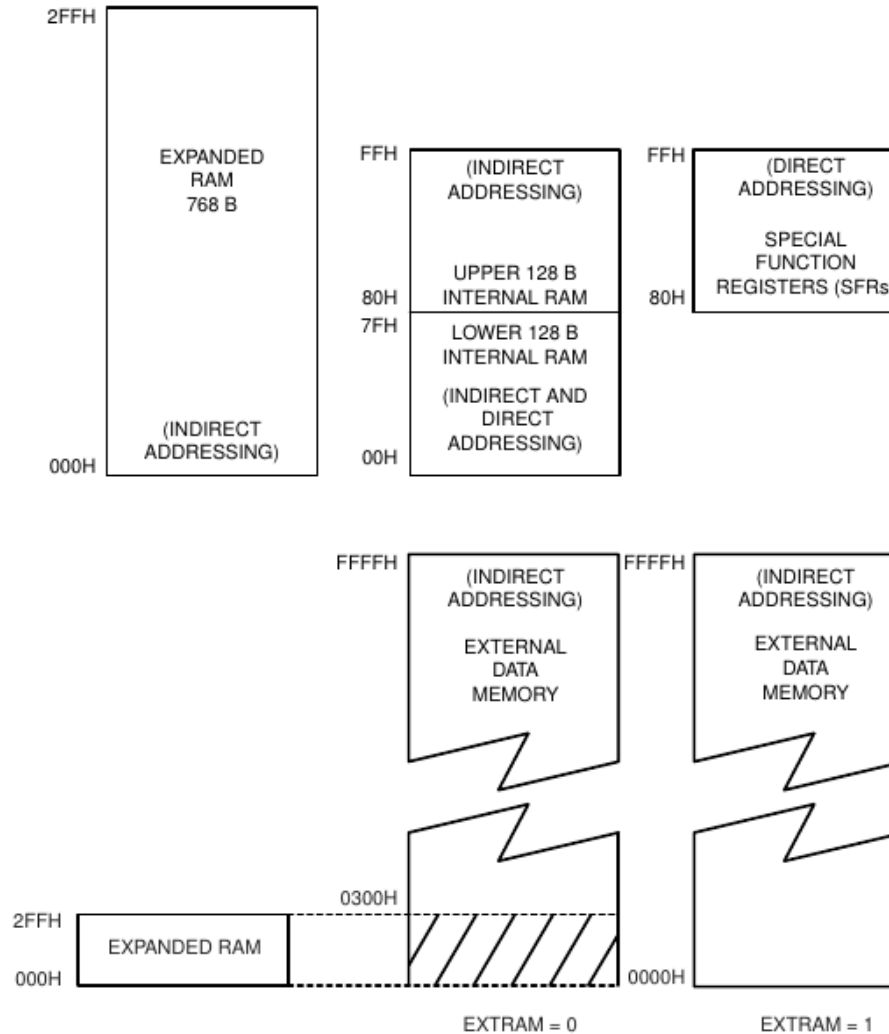 2FFH
EXPANDED
RAM
768 B
(INDIRECT
ADDRESSING)
000H
FFH
(INDIRECT
ADDRESSING)
UPPER 128 B
INTERNAL RAM
80H
7FH
LOWER 128 B
INTERNAL RAM
(INDIRECT AND
DIRECT
ADDRESSING)
00H
FFH
(DIRECT
ADDRESSING)
SPECIAL
FUNCTION
REGISTERS (SFRs
80H
FFFFH
(INDIRECT
ADDRESSING)
EXTERNAL
DATA
MEMORY
FFFFH
(INDIRECT
ADDRESSING)
EXTERNAL
DATA
MEMORY
0300H
2FFH
EXPANDED RAM
000H
0000H
EXTRAM = 0
EXTRAM = 1